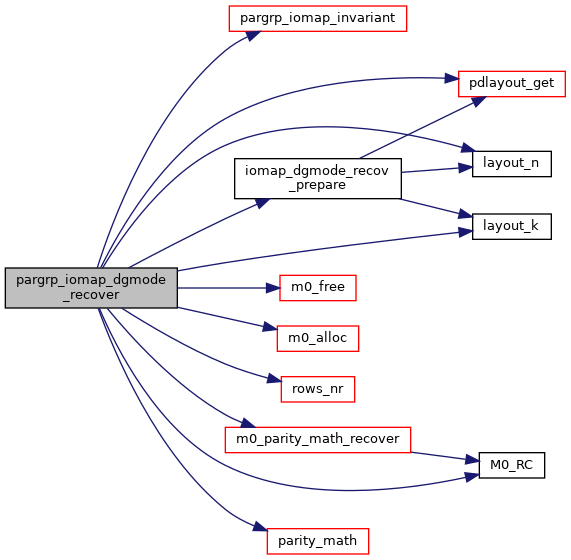 pargrp_iomap_invariant
pdlayout_get
layout_n
iomap_dgmode_recov
_prepare
layout_k
pargrp_iomap_dgmode
_recover
m0_free
m0_alloc
rows_nr
m0_parity_math_recover
M0_RC
parity_math